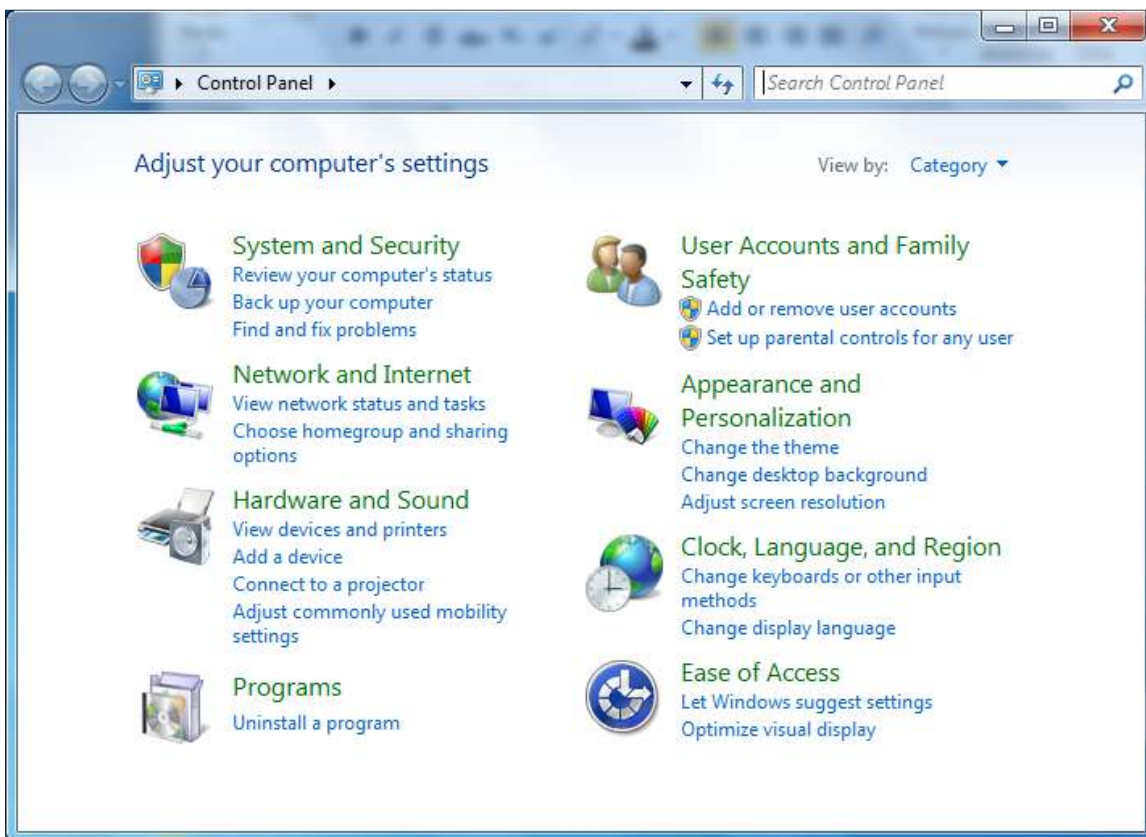 Control Panel
Search Control Panel
Adjust your computer's settings
View by: Category
System and Security
Review your computer's status
Back up your computer
Find and fix problems
Network and Internet
View network status and tasks
Choose homegroup and sharing
options
Hardware and Sound
View devices and printers
Add a device
Connect to a projector
Adjust commonly used mobility
settings
Programs
Uninstall a program
User Accounts and Family
Safety
Add or remove user accounts
Set up parental controls for any user
Appearance and
Personalization
Change the theme
Change desktop background
Adjust screen resolution
Clock, Language, and Region
Change keyboards or other input
methods
Change display language
Ease of Access
Let Windows suggest settings
Optimize visual display